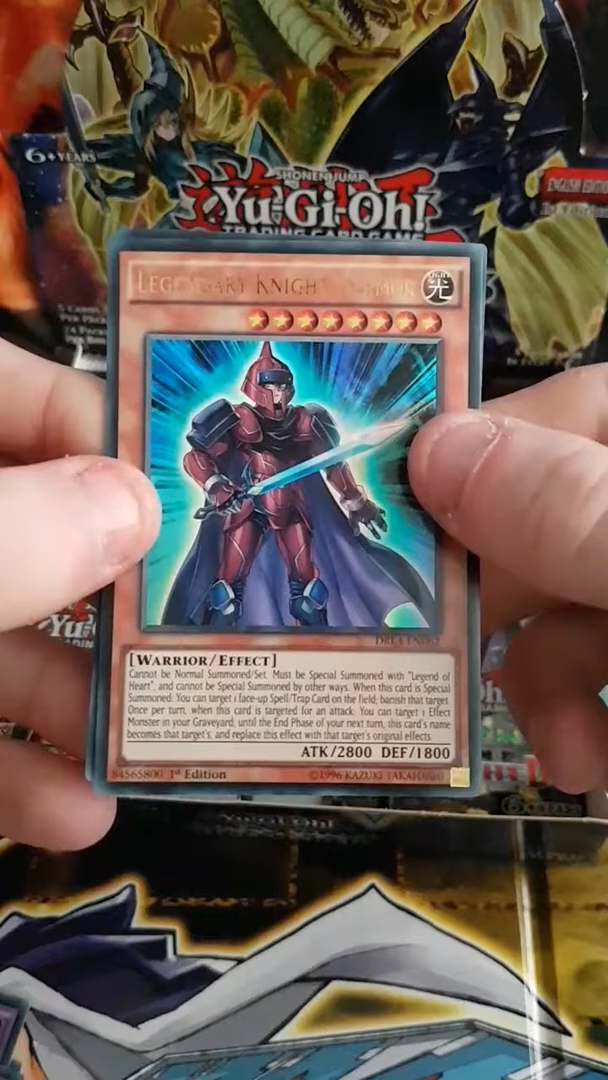 6+YEARS
SHONEN JUMP
Yu-Gi-Oh!
TRADING CARD GAME
ENGLISH EDITION
LEGENDARY KNIGHT
LIGHT
光
[WARRIOR/EFFECT]
Cannot be Normal Summoned/Set. Must be Special Summoned with "Legend of
Heart", and cannot be Special Summoned by other ways. When this card is Special
Summoned: You can target 1 face-up Spell/Trap Card on the field; banish that target.
Once per turn, when this card is targeted for an attack: You can target 1 Effect
Monster in your Graveyard; until the End Phase of your next turn, this card's name
becomes that target's, and replace this effect with that target's original effects.
ATK/2800 DEF/1800
84565800 1st Edition
©1996 KAZUKI TAKAHASHI
Yu-G